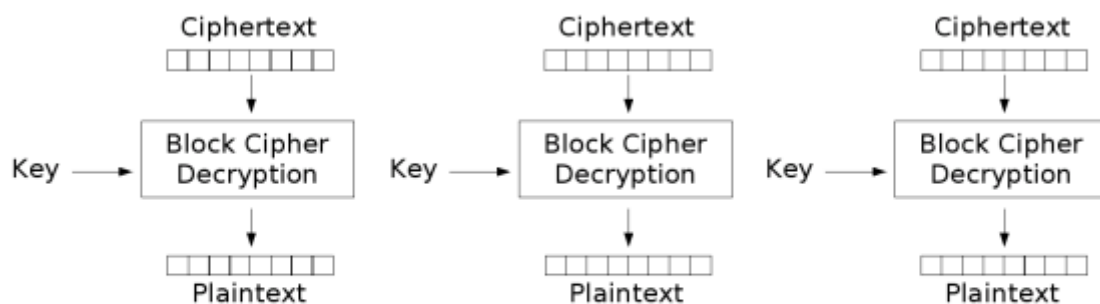 Ciphertext Ciphertext Ciphertext
Key Block Cipher Decryption Key Block Cipher Decryption Key Block Cipher Decryption
Plaintext Plaintext Plaintext